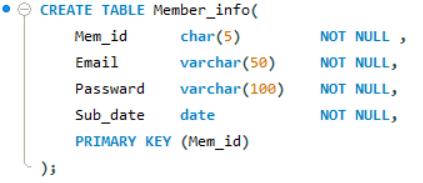 CREATE TABLE Member_info(
Mem_id char(5) NOT NULL ,
Email varchar(50) NOT NULL,
Passward varchar(100) NOT NULL,
Sub_date date NOT NULL,
PRIMARY KEY (Mem_id)
);